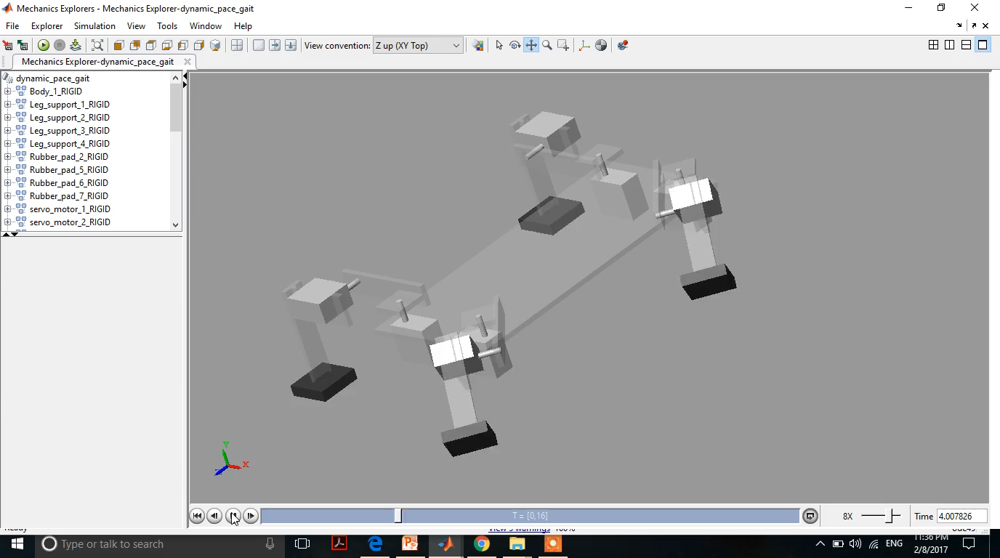 Mechanics Explorers - Mechanics Explorer-dynamic_pace_gait
File Explorer Simulation View Tools Window Help
View convention: Z up (XY Top)
Mechanics Explorer-dynamic_pace_gait
dynamic_pace_gait
Body_1_RIGID
Leg_support_1_RIGID
Leg_support_2_RIGID
Leg_support_3_RIGID
Leg_support_4_RIGID
Rubber_pad_2_RIGID
Rubber_pad_5_RIGID
Rubber_pad_6_RIGID
Rubber_pad_7_RIGID
servo_motor_1_RIGID
servo_motor_2_RIGID
Y
X
T = [0,16]
8X
Time 4.007826
Ready
View 5 warnings 100%
Type or talk to search
ENG
11:36 PM
2/8/2017